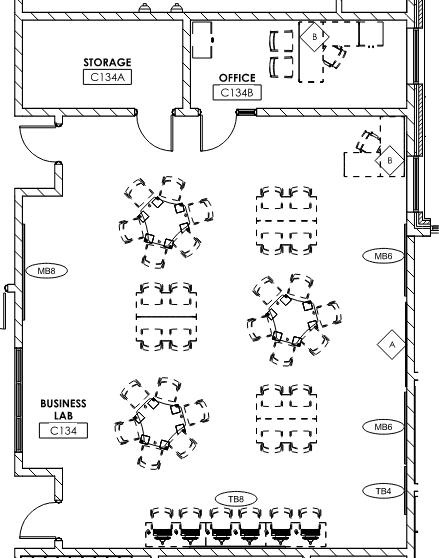 STORAGE
C134A
OFFICE
C134B
B
B
MB6
MB8
A
BUSINESS
LAB
C134
MB6
TB4
TB8